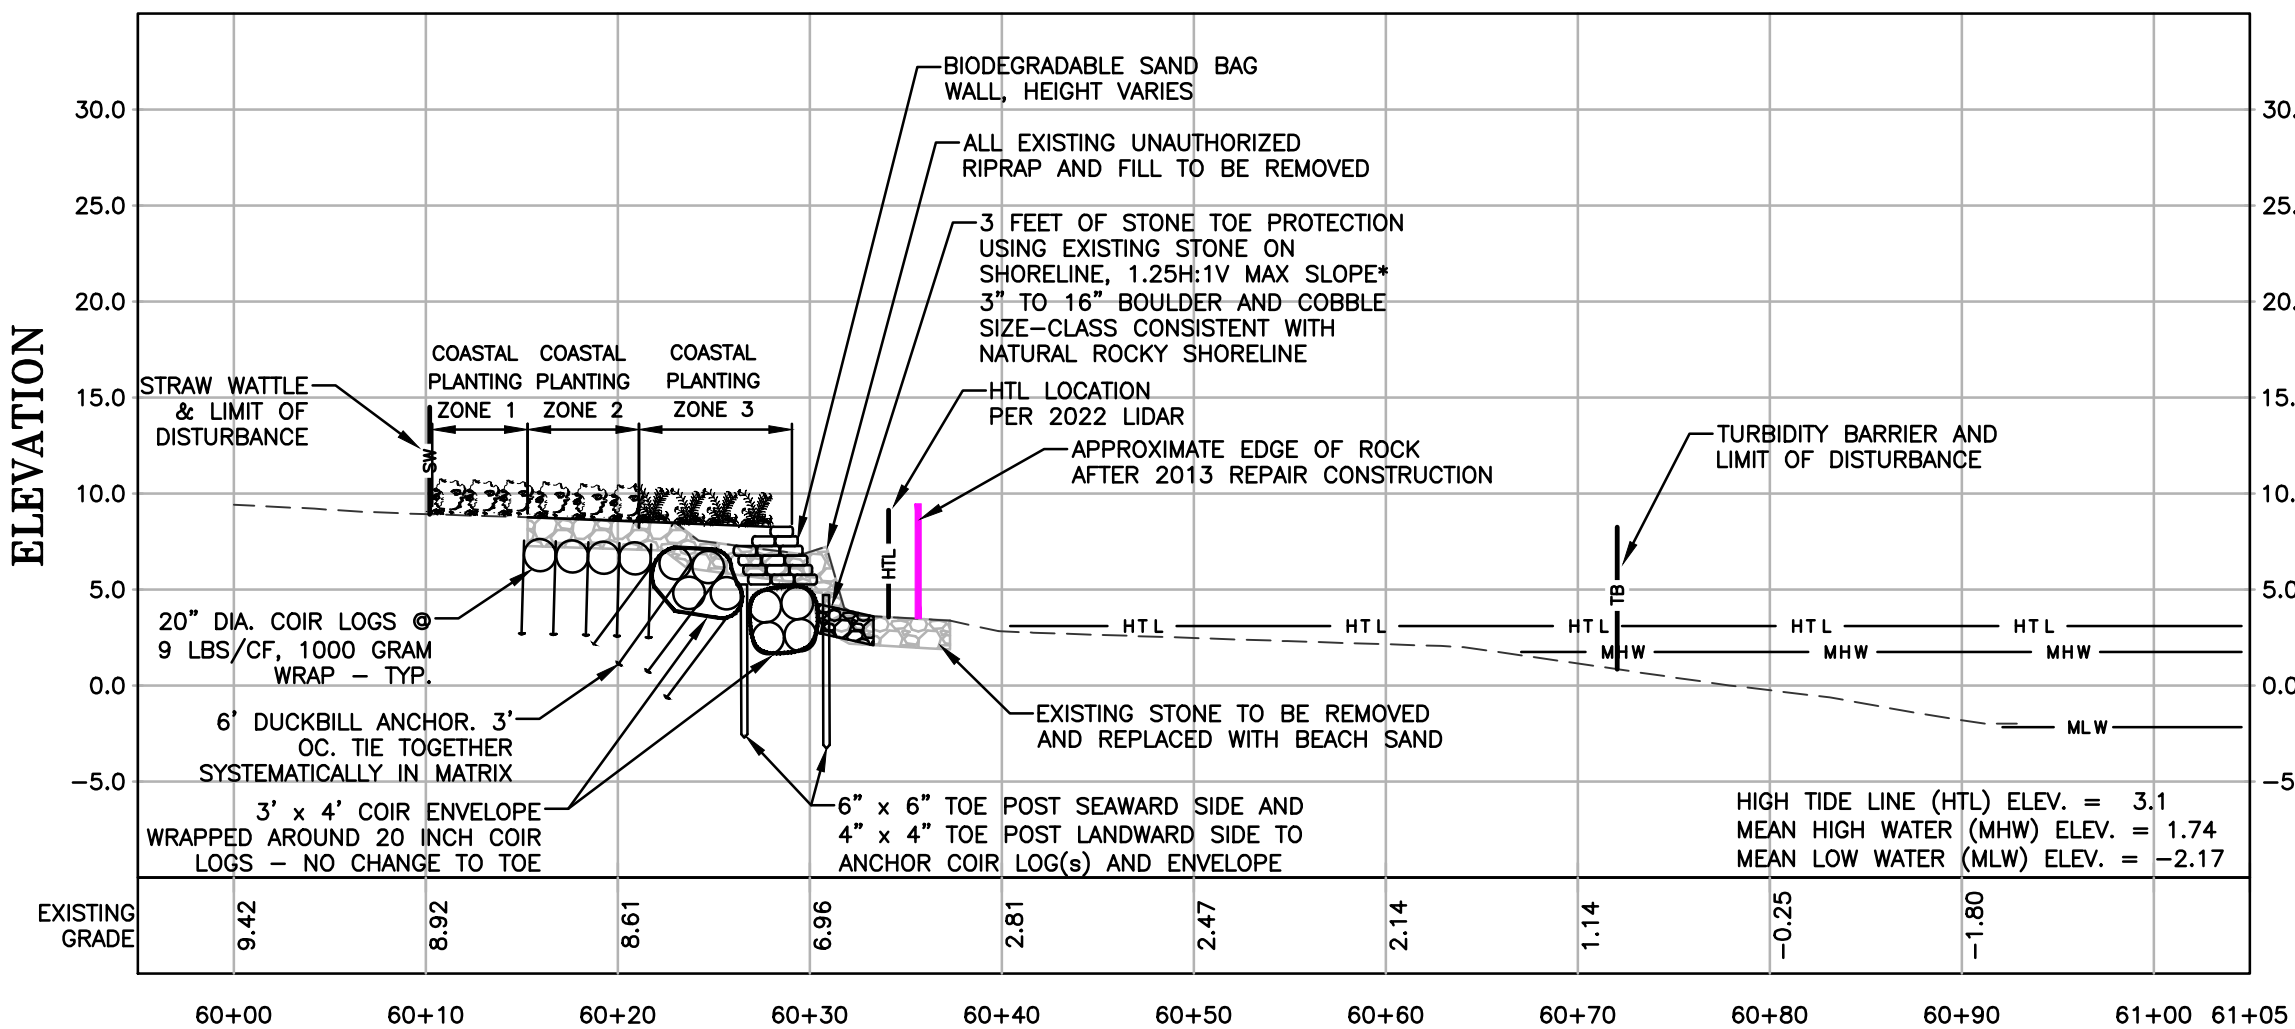 ELEVATION
30.0
25.0
20.0
15.0
10.0
5.0
0.0
-5.0
BIODEGRADABLE SAND BAG
WALL, HEIGHT VARIES
ALL EXISTING UNAUTHORIZED
RIPRAP AND FILL TO BE REMOVED
3 FEET OF STONE TOE PROTECTION
USING EXISTING STONE ON
SHORELINE, 1.25H:1V MAX SLOPE*
3" TO 16" BOULDER AND COBBLE
SIZE-CLASS CONSISTENT WITH
NATURAL ROCKY SHORELINE
HTL LOCATION
PER 2022 LIDAR
APPROXIMATE EDGE OF ROCK
AFTER 2013 REPAIR CONSTRUCTION
TURBIDITY BARRIER AND
LIMIT OF DISTURBANCE
STRAW WATTLE
& LIMIT OF
DISTURBANCE
COASTAL
PLANTING
ZONE 1
COASTAL
PLANTING
ZONE 2
COASTAL
PLANTING
ZONE 3
SW
HTL
TB
HTL HTL HTL HTL HTL
MHW MHW MHW
MLW
20" DIA. COIR LOGS @
9 LBS/CF, 1000 GRAM
WRAP - TYP.
6' DUCKBILL ANCHOR. 3'
OC. TIE TOGETHER
SYSTEMATICALLY IN MATRIX
3' x 4' COIR ENVELOPE
WRAPPED AROUND 20 INCH COIR
LOGS - NO CHANGE TO TOE
6" x 6" TOE POST SEAWARD SIDE AND
4" x 4" TOE POST LANDWARD SIDE TO
ANCHOR COIR LOG(s) AND ENVELOPE
EXISTING STONE TO BE REMOVED
AND REPLACED WITH BEACH SAND
HIGH TIDE LINE (HTL) ELEV. = 3.1
MEAN HIGH WATER (MHW) ELEV. = 1.74
MEAN LOW WATER (MLW) ELEV. = -2.17
30.
25.
20.
15.
10.
5.0
0.0
-5
EXISTING
GRADE
9.42 8.92 8.61 6.96 2.81 2.47 2.14 1.14 -0.25 -1.80
60+00 60+10 60+20 60+30 60+40 60+50 60+60 60+70 60+80 60+90 61+00 61+05